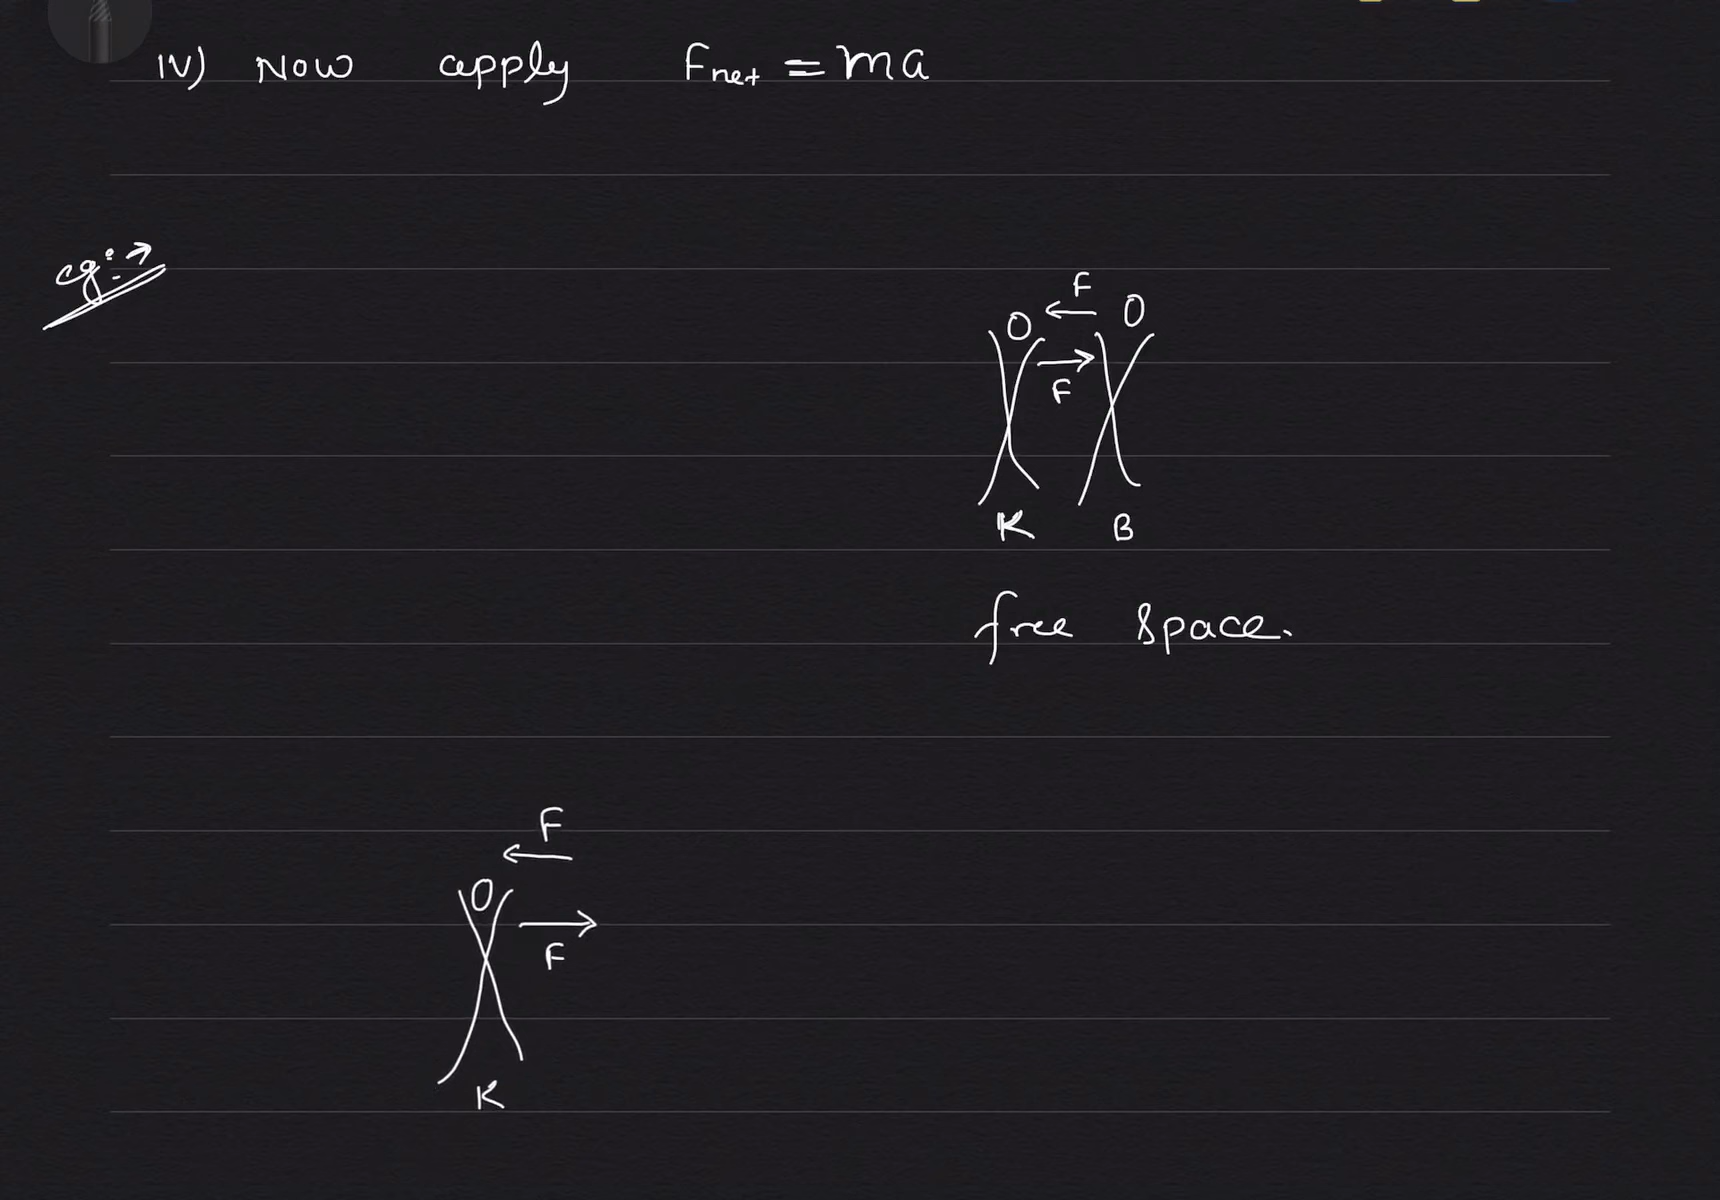 IV) Now apply Fnet = ma
eg:→
F
F
K B
free space.
F
F
K